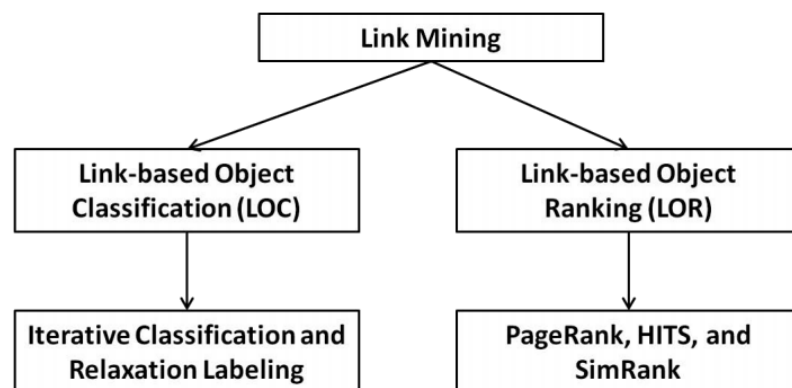 Link Mining
Link-based Object
Classification (LOC)
Link-based Object
Ranking (LOR)
Iterative Classification and
Relaxation Labeling
PageRank, HITS, and
SimRank